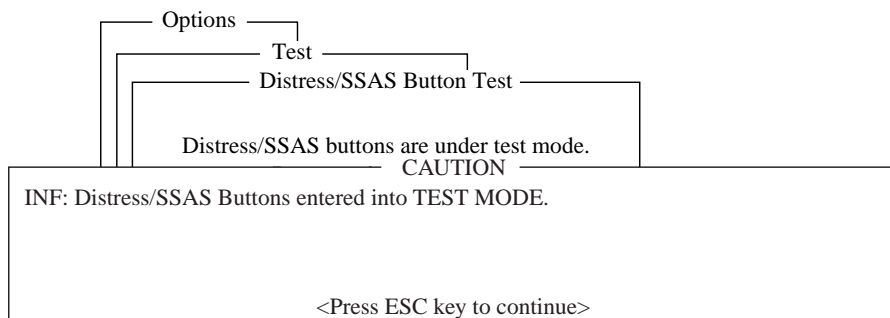 Options
Test
Distress/SSAS Button Test
Distress/SSAS buttons are under test mode.
CAUTION
INF: Distress/SSAS Buttons entered into TEST MODE.
<Press ESC key to continue>